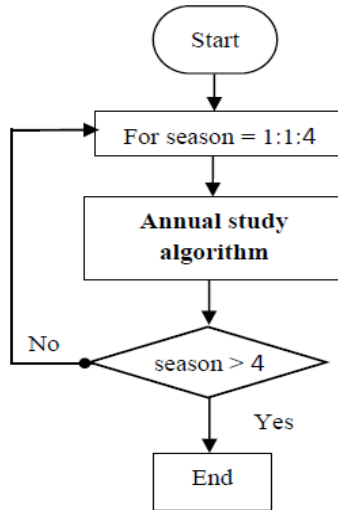 Start
For season = 1:1:4
Annual study
algorithm
season > 4
No
Yes
End